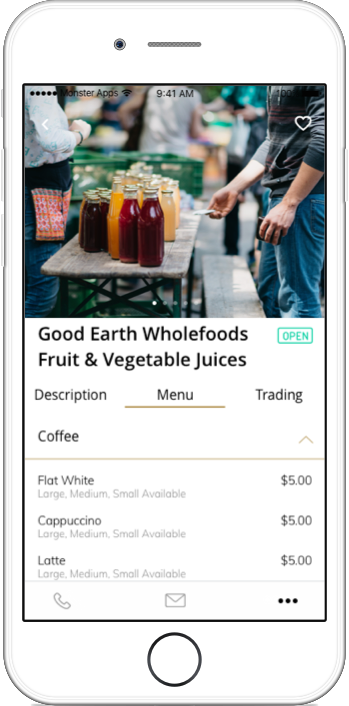 Monster Apps
9:41 AM
Good Earth Wholefoods
OPEN
Fruit & Vegetable Juices
Description Menu Trading
Coffee
Flat White $5.00
Large, Medium, Small Available
Cappuccino $5.00
Large, Medium, Small Available
Latte $5.00
Large, Medium, Small Available